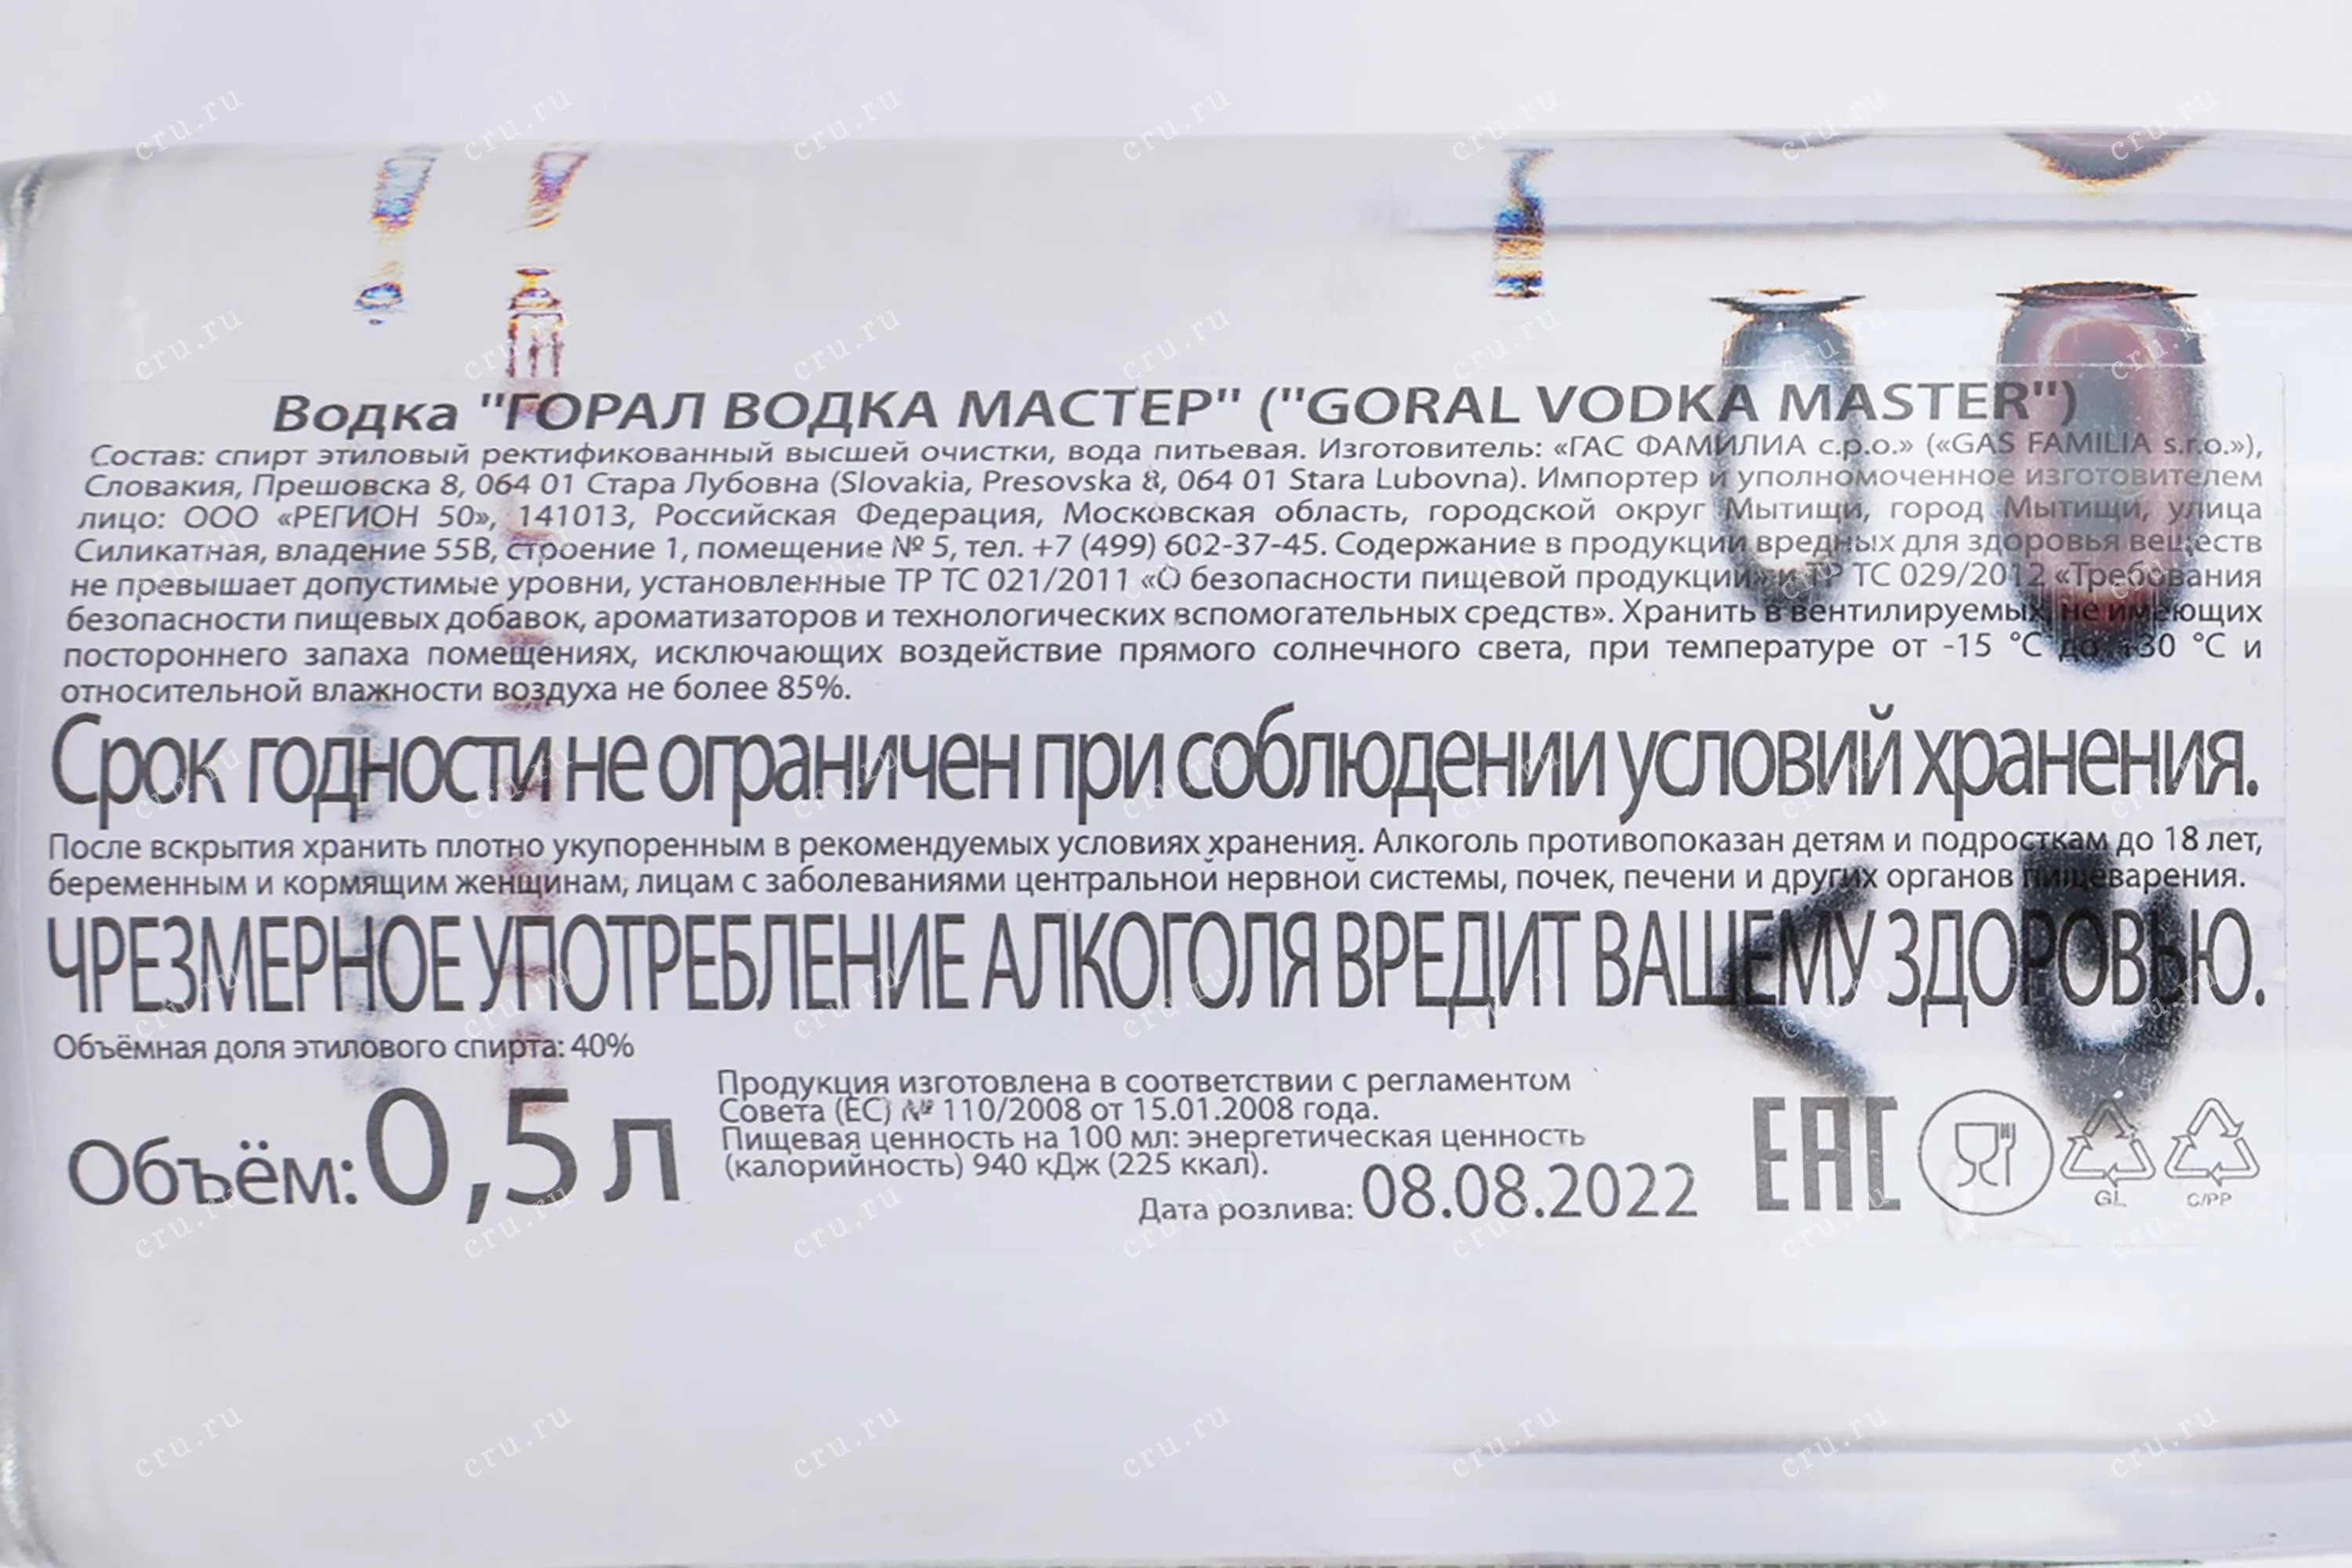 Водка "ГОРАЛ ВОДКА МАСТЕР" ("GORAL VODKA MASTER")
Состав: спирт этиловый ректификованный высшей очистки, вода питьевая. Изготовитель: «ГАС ФАМИЛИА с.р.о.» («GAS FAMILIA s.r.o.»),
Словакия, Прешовска 8, 064 01 Стара Лубовна (Slovakia, Presovska 8, 064 01 Stara Lubovna). Импортер и уполномоченное изготовителем
лицо: ООО «РЕГИОН 50», 141013, Российская Федерация, Московская область, городской округ Мытищи, город Мытищи, улица
Силикатная, владение 55В, строение 1, помещение № 5, тел. +7 (499) 602-37-45. Содержание в продукции вредных для здоровья веществ
не превышает допустимые уровни, установленные ТР ТС 021/2011 «О безопасности пищевой продукции» и ТР ТС 029/2012 «Требования
безопасности пищевых добавок, ароматизаторов и технологических вспомогательных средств». Хранить в вентилируемых, не имеющих
постороннего запаха помещениях, исключающих воздействие прямого солнечного света, при температуре от -15 °C до +30 °C и
относительной влажности воздуха не более 85%.
Срок годности не ограничен при соблюдении условий хранения.
После вскрытия хранить плотно укупоренным в рекомендуемых условиях хранения. Алкоголь противопоказан детям и подросткам до 18 лет,
беременным и кормящим женщинам, лицам с заболеваниями центральной нервной системы, почек, печени и других органов пищеварения.
ЧРЕЗМЕРНОЕ УПОТРЕБЛЕНИЕ АЛКОГОЛЯ ВРЕДИТ ВАШЕМУ ЗДОРОВЬЮ.
Объёмная доля этилового спирта: 40%
Объём: 0,5 л
Продукция изготовлена в соответствии с регламентом
Совета (ЕС) № 110/2008 от 15.01.2008 года.
Пищевая ценность на 100 мл: энергетическая ценность
(калорийность) 940 кДж (225 ккал).
Дата розлива: 08.08.2022
EAC
GL
C/PP
cru.ru